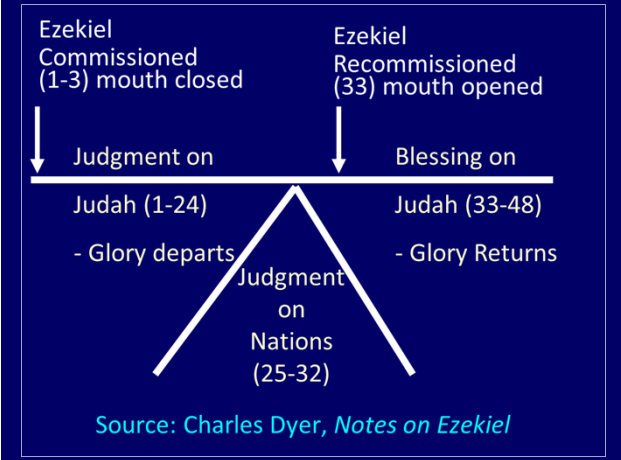 Ezekiel
Commissioned
(1-3) mouth closed
Ezekiel
Recommissioned
(33) mouth opened
Judgment on
Judah (1-24)
- Glory departs
Blessing on
Judah (33-48)
- Glory Returns
Judgment
on
Nations
(25-32)
Source: Charles Dyer, Notes on Ezekiel